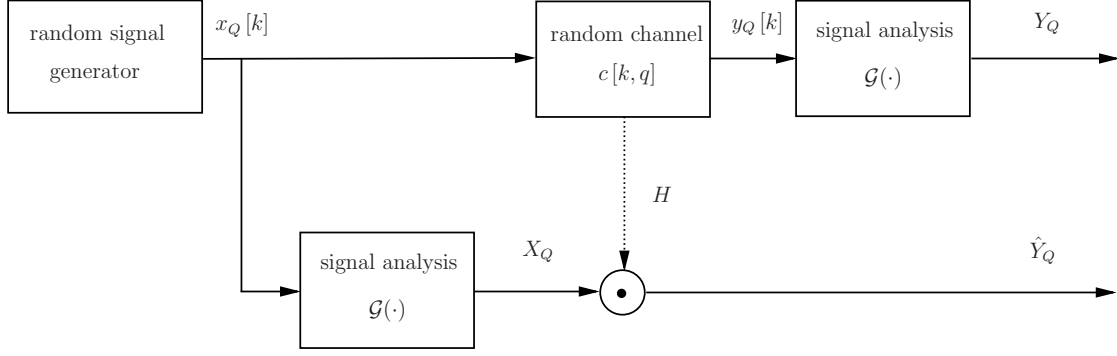 random signal
generator
x_Q [k]
random channel
c [k, q]
y_Q [k]
signal analysis
𝒢(·)
Y_Q
H
signal analysis
𝒢(·)
X_Q
Ŷ_Q